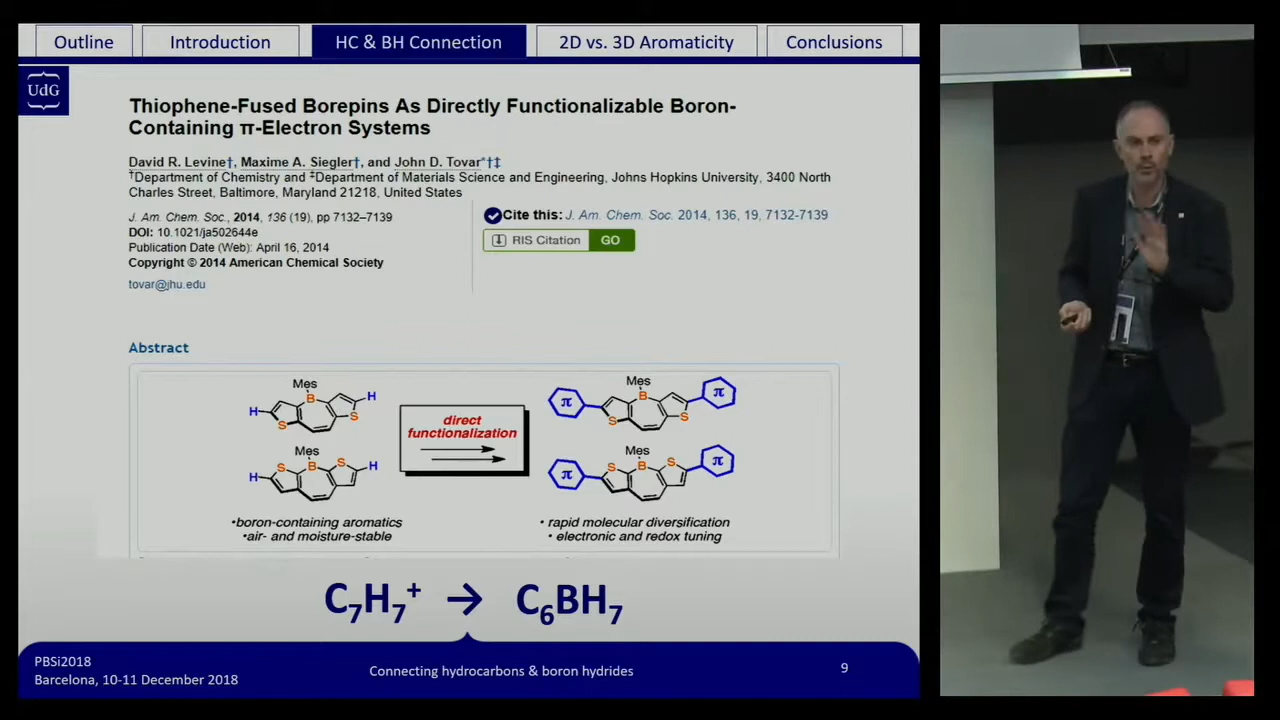 Outline
Introduction
HC & BH Connection
2D vs. 3D Aromaticity
Conclusions
UdG
Thiophene-Fused Borepins As Directly Functionalizable Boron-
Containing π-Electron Systems
David R. Levine†, Maxime A. Siegler†, and John D. Tovar*†‡
†Department of Chemistry and ‡Department of Materials Science and Engineering, Johns Hopkins University, 3400 North
Charles Street, Baltimore, Maryland 21218, United States
J. Am. Chem. Soc., 2014, 136 (19), pp 7132–7139
DOI: 10.1021/ja502644e
Publication Date (Web): April 16, 2014
Copyright © 2014 American Chemical Society
tovar@jhu.edu
Cite this: J. Am. Chem. Soc. 2014, 136, 19, 7132-7139
RIS Citation GO
Abstract
Mes
B
H
H
S
S
Mes
S
B
S
H
H
direct
functionalization
Mes
π
B
π
S
S
Mes
π
S
B
S
π
•boron-containing aromatics
•air- and moisture-stable
• rapid molecular diversification
• electronic and redox tuning
C₇H₇⁺ → C₆BH₇
PBSi2018
Barcelona, 10-11 December 2018
Connecting hydrocarbons & boron hydrides
9